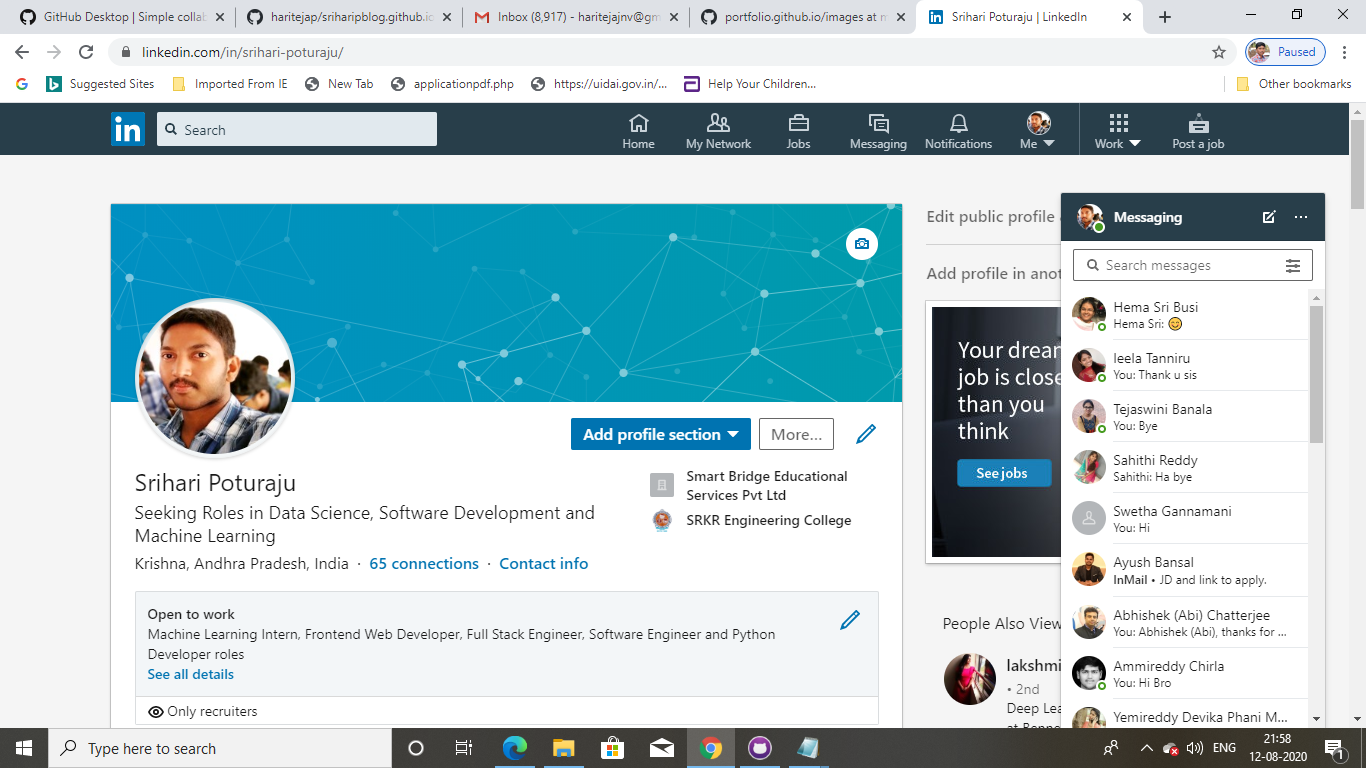 GitHub Desktop | Simple collab
haritejap/sriharipblog.github.io
Inbox (8,917) - haritejajnv@gm
portfolio.github.io/images at m
Srihari Poturaju | LinkedIn
linkedin.com/in/srihari-poturaju/
Paused
Suggested Sites
Imported From IE
New Tab
applicationpdf.php
https://uidai.gov.in/...
Help Your Children...
Other bookmarks
in
Search
Home
My Network
Jobs
Messaging
Notifications
Me
Work
Post a job
Edit public profile
Add profile in anot
Your drea
job is close
than you
think
See jobs
Add profile section
More...
Srihari Poturaju
Seeking Roles in Data Science, Software Development and
Machine Learning
Krishna, Andhra Pradesh, India · 65 connections · Contact info
Smart Bridge Educational
Services Pvt Ltd
SRKR Engineering College
Open to work
Machine Learning Intern, Frontend Web Developer, Full Stack Engineer, Software Engineer and Python
Developer roles
See all details
Only recruiters
People Also View
lakshmi
• 2nd
Deep Lea
at Benne
Messaging
Search messages
Hema Sri Busi
Hema Sri:
leela Tanniru
You: Thank u sis
Tejaswini Banala
You: Bye
Sahithi Reddy
Sahithi: Ha bye
Swetha Gannamani
You: Hi
Ayush Bansal
InMail • JD and link to apply.
Abhishek (Abi) Chatterjee
You: Abhishek (Abi), thanks for ...
Ammireddy Chirla
You: Hi Bro
Yemireddy Devika Phani M...
Type here to search
ENG
21:58
12-08-2020
1